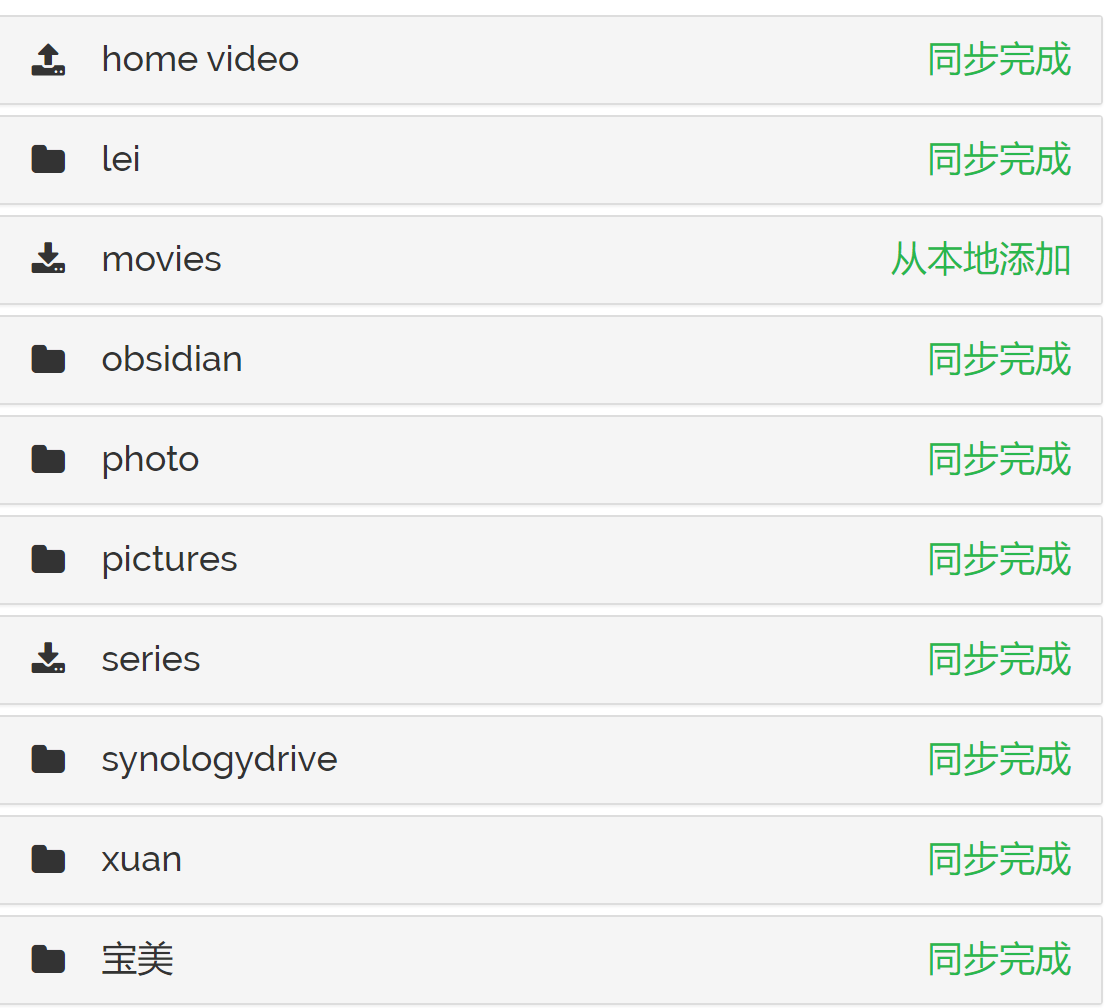 home video 同步完成
lei 同步完成
movies 从本地添加
obsidian 同步完成
photo 同步完成
pictures 同步完成
series 同步完成
synologydrive 同步完成
xuan 同步完成
宝美 同步完成